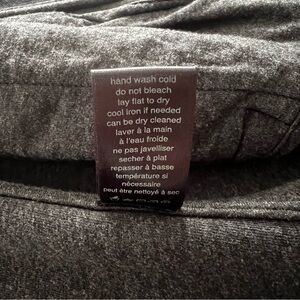 hand wash cold
do not bleach
lay flat to dry
cool iron if needed
can be dry cleaned
laver à la main
à l'eau froide
ne pas javelliser
secher à plat
repasser à basse
température si
nécessaire
peut être nettoyé à sec